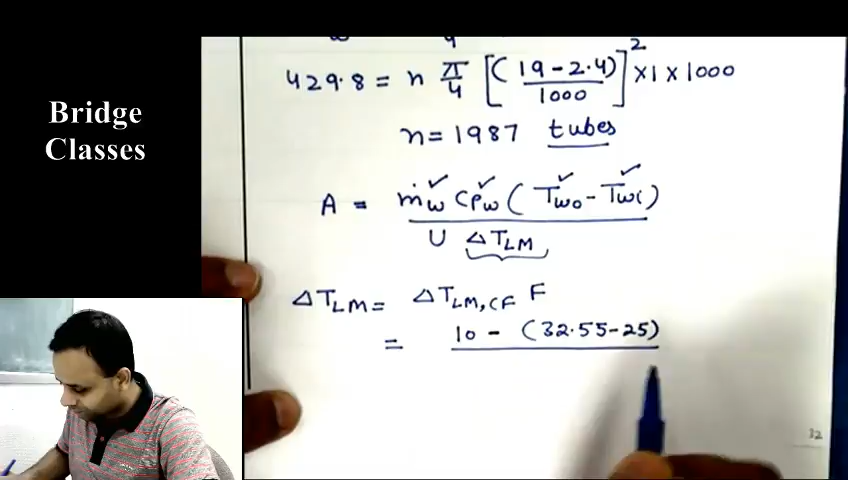 Bridge
Classes
429.8 = n π/4 [(19-2.4)/1000]² ×1×1000
n = 1987 tubes
A = ṁw Cpw (Two - Twi) / U ΔTLM
ΔTLM = ΔTLM,CF F
= 10 - (32.55-25)
12